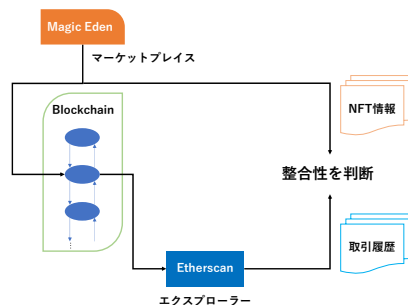 Magic Eden
マーケットプレイス
Blockchain
NFT情報
整合性を判断
取引履歴
Etherscan
エクスプローラー